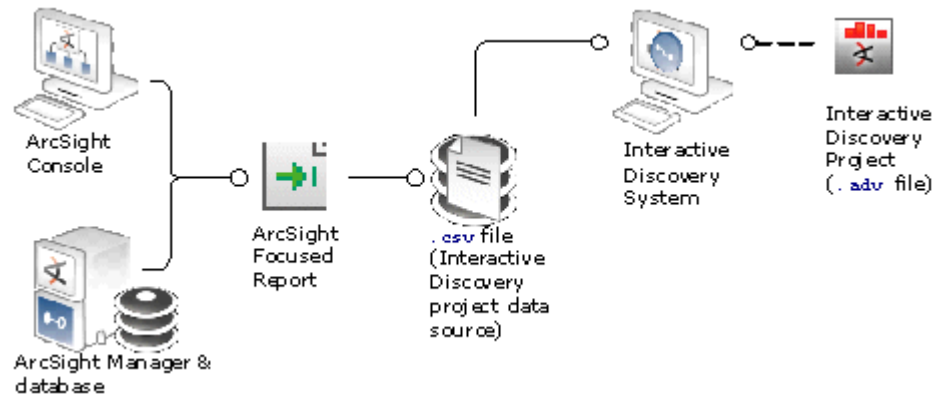 ArcSight
Console
ArcSight Manager &
database
ArcSight
Focused
Report
.csv file
(Interactive
Discovery
project data
source)
Interactive
Discovery
System
Interactive
Discovery
Project
(.adv file)